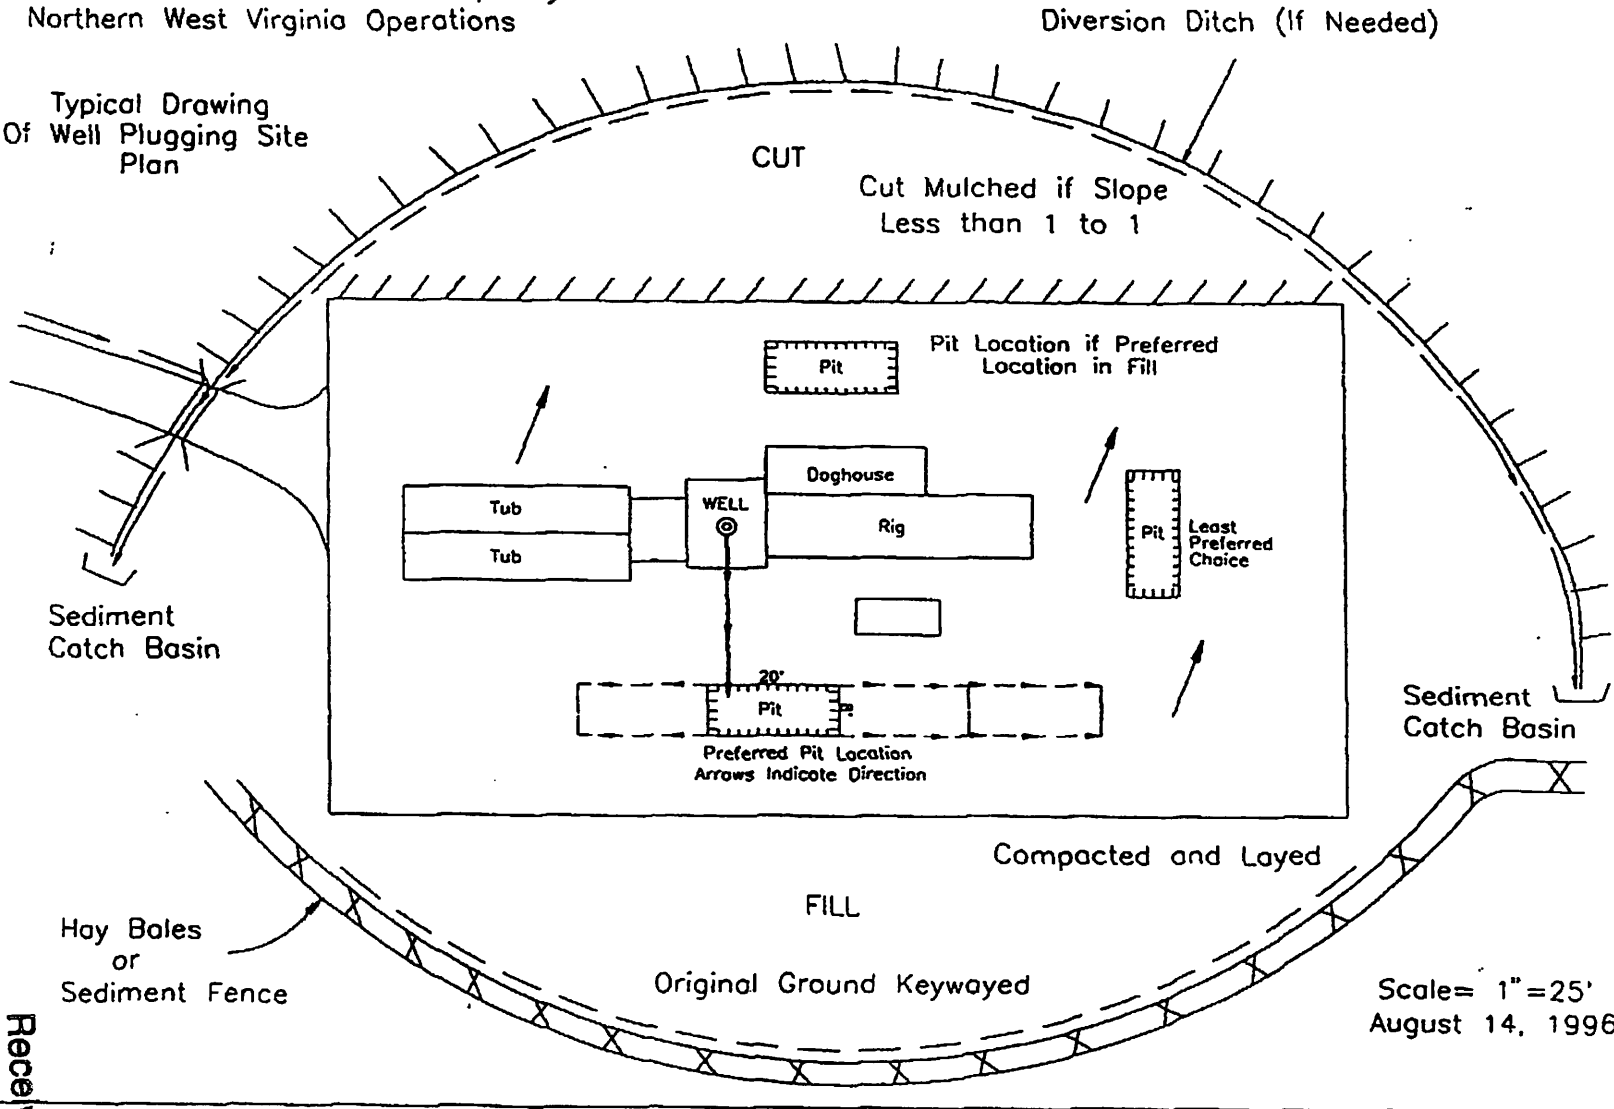 Northern West Virginia Operations
Diversion Ditch (If Needed)
Typical Drawing
Of Well Plugging Site
Plan
CUT
Cut Mulched if Slope
Less than 1 to 1
Pit
Pit Location if Preferred
Location in Fill
Doghouse
Tub
WELL
Rig
Tub
Pit
Least
Preferred
Choice
Sediment
Catch Basin
20'
Pit
8'
Preferred Pit Location
Arrows Indicate Direction
Sediment
Catch Basin
Compacted and Layed
FILL
Hay Bales
or
Sediment Fence
Original Ground Keywayed
Scale= 1"=25'
August 14, 1996